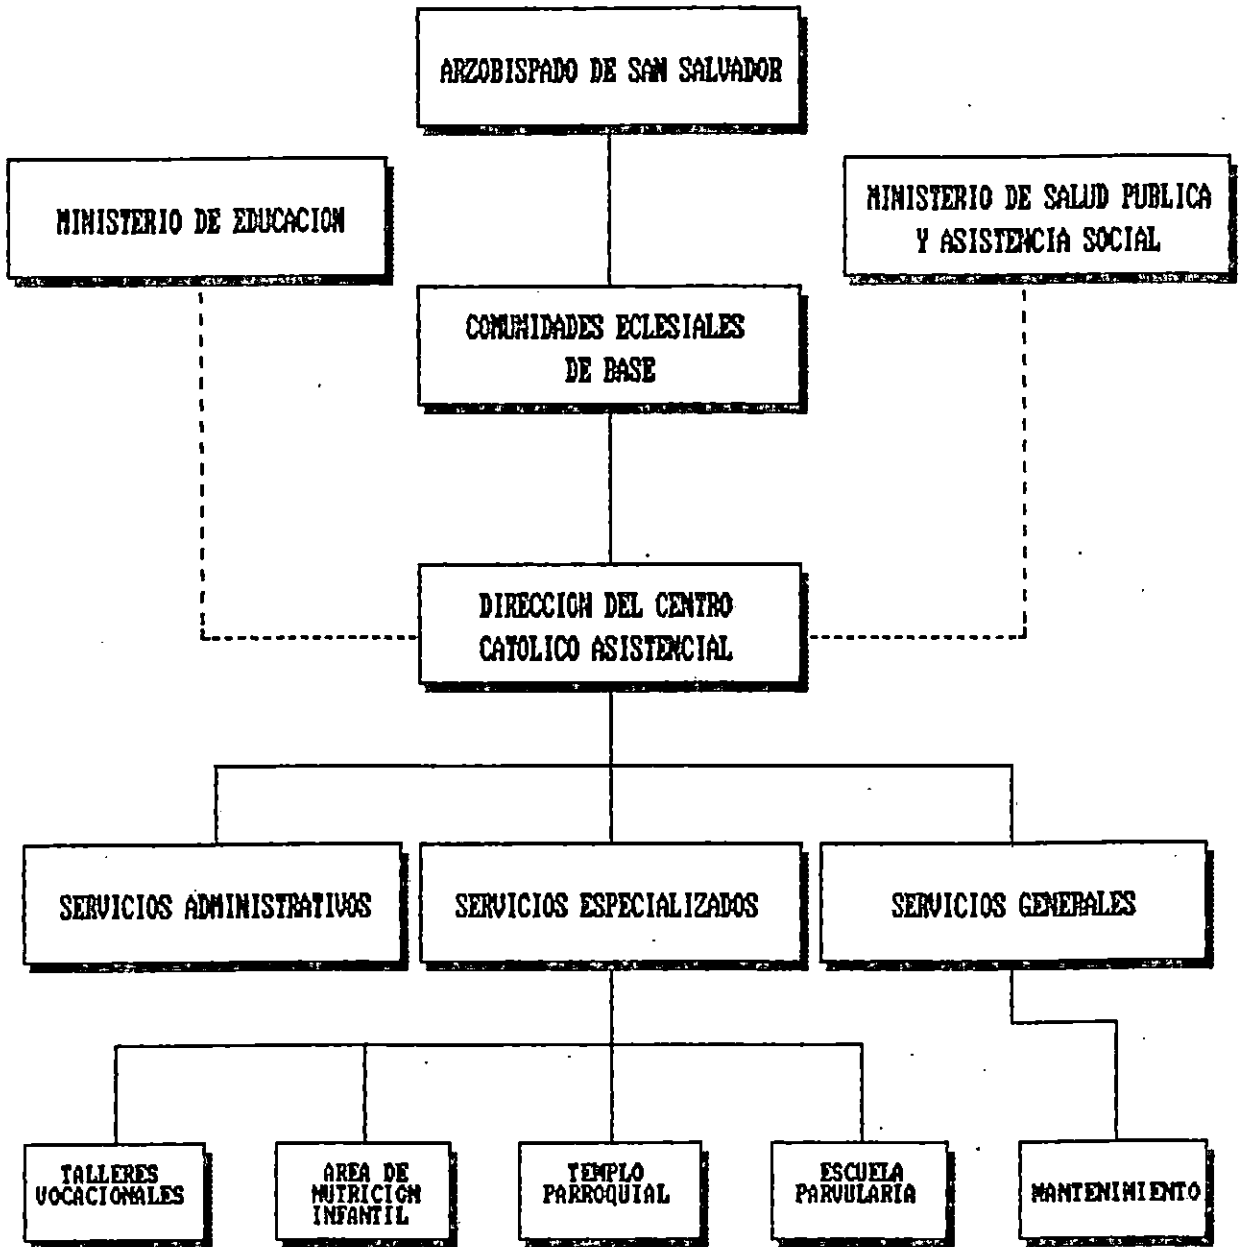 ARZOBISPADO DE SAN SALVADOR
MINISTERIO DE EDUCACION
MINISTERIO DE SALUD PUBLICA
Y ASISTENCIA SOCIAL
COMUNIDADES ECLESIALES
DE BASE
DIRECCION DEL CENTRO
CATOLICO ASISTENCIAL
SERVICIOS ADMINISTRATIVOS
SERVICIOS ESPECIALIZADOS
SERVICIOS GENERALES
TALLERES
VOCACIONALES
AREA DE
NUTRICION
INFANTIL
TEMPLO
PARROQUIAL
ESCUELA
PARVULARIA
MANTENIMIENTO